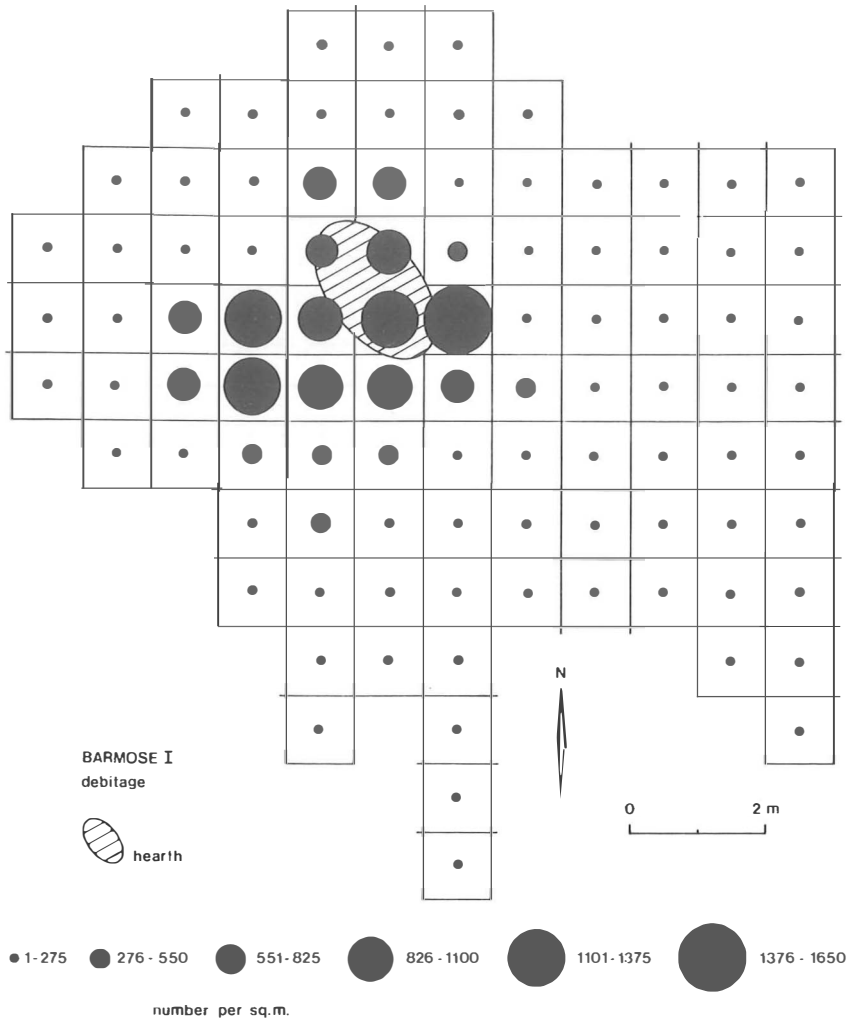 N
BARMOSE I
debitage
0 2 m
hearth
1-275 276-550 551-825 826-1100 1101-1375 1376-1650
number per sq.m.